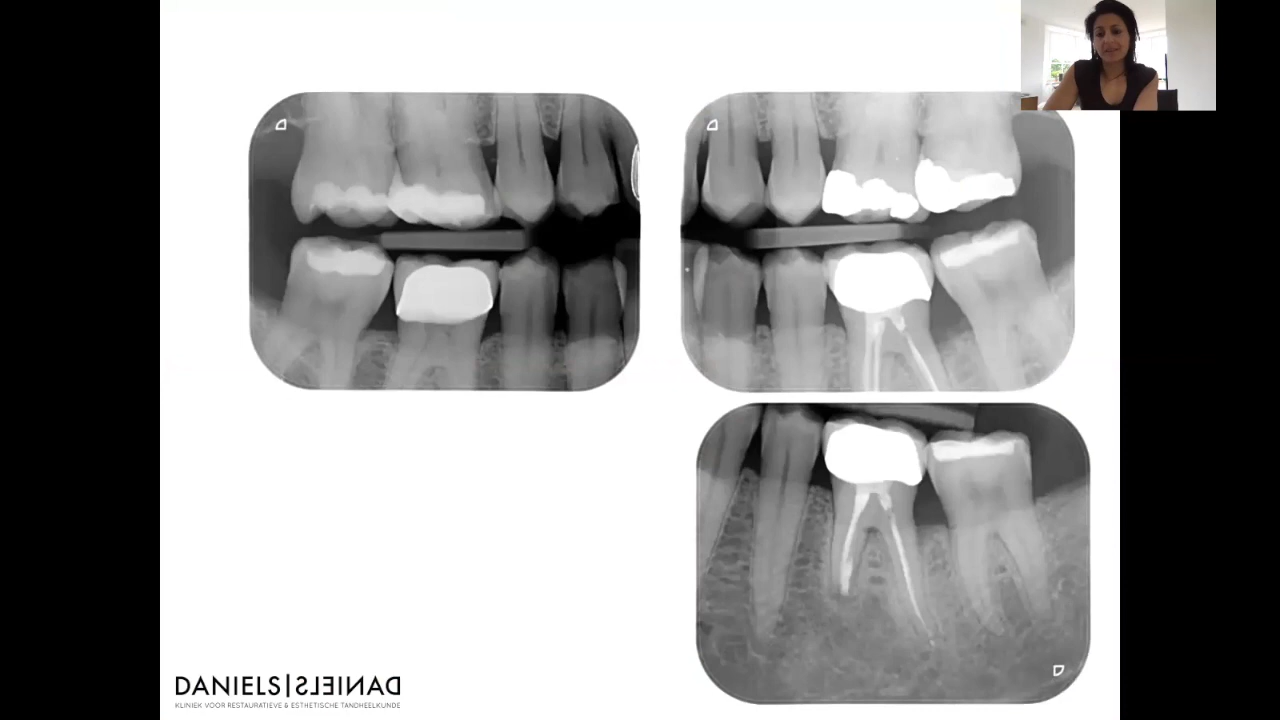 DANIELS|DANIELS
KLINIEK VOOR RESTAURATIEVE & ESTHETISCHE TANDHEELKUNDE